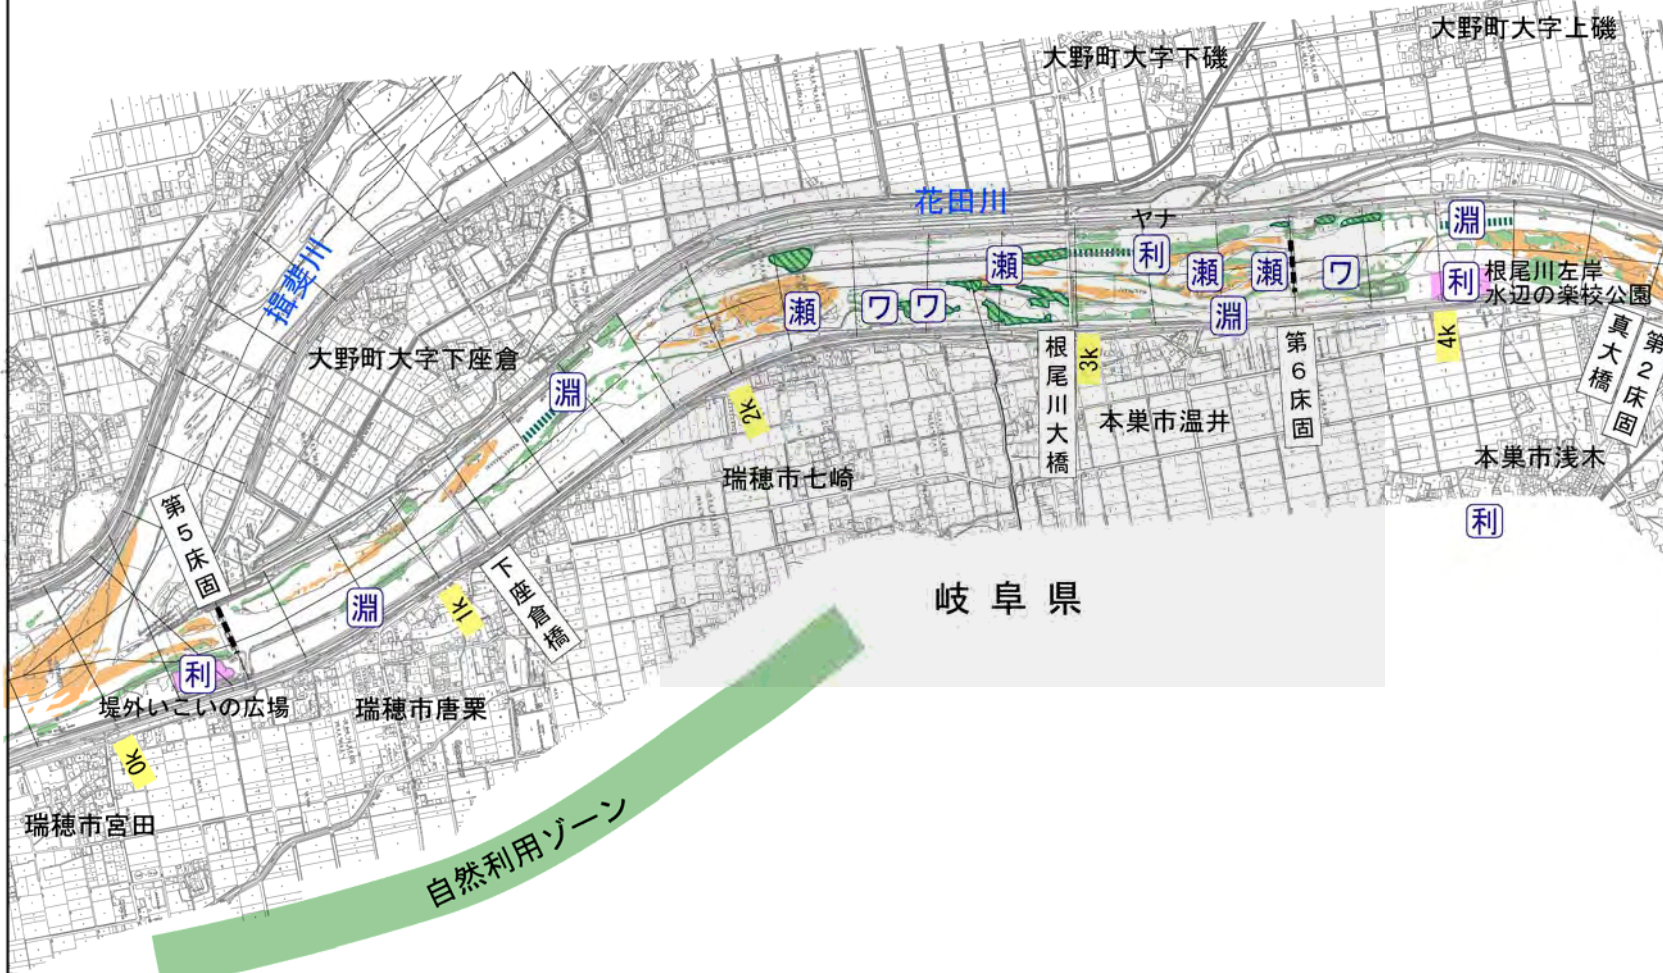 大野町大字上磯
大野町大字下磯
花田川
ヤナ
揖斐川
淵
利
瀬
瀬
瀬
ワ
利
根尾川左岸
水辺の楽校公園
瀬
ワ
ワ
淵
真大橋
第2床固
根尾川大橋
3k
第6床固
4k
大野町大字下座倉
淵
2k
本巣市温井
本巣市浅木
瑞穂市七崎
利
第5床固
下座倉橋
1k
淵
岐阜県
利
堤外いこいの広場
瑞穂市唐栗
0k
瑞穂市宮田
自然利用ゾーン